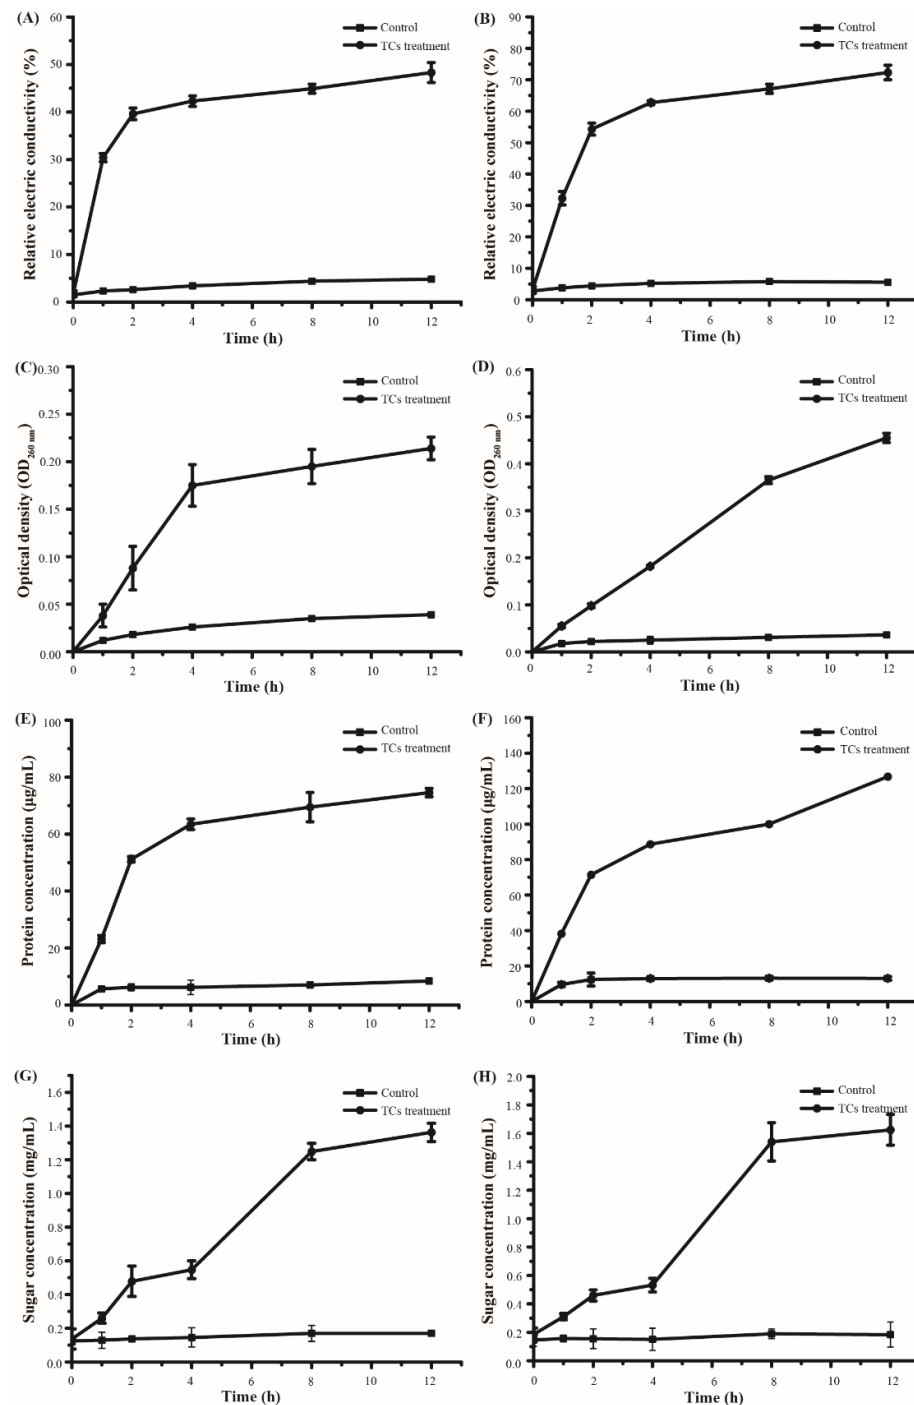 (A)
60
50
40
30
20
10
0
Relative electric conductivity (%)
Control
TCs treatment
0 2 4 6 8 10 12
Time (h)
(B)
90
80
70
60
50
40
30
20
10
0
Relative electric conductivity (%)
Control
TCs treatment
0 2 4 6 8 10 12
Time (h)
(C)
0.30
0.25
0.20
0.15
0.10
0.05
0.00
Optical density (OD260 nm)
Control
TCs treatment
0 2 4 6 8 10 12
Time (h)
(D)
0.6
0.5
0.4
0.3
0.2
0.1
0.0
Optical density (OD260 nm)
Control
TCs treatment
0 2 4 6 8 10 12
Time (h)
(E)
100
80
60
40
20
0
Protein concentration (µg/mL)
Control
TCs treatment
0 2 4 6 8 10 12
Time (h)
(F)
160
140
120
100
80
60
40
20
0
Protein concentration (µg/mL)
Control
TCs treatment
0 2 4 6 8 10 12
Time (h)
(G)
1.6
1.4
1.2
1.0
0.8
0.6
0.4
0.2
0.0
Sugar concentration (mg/mL)
Control
TCs treatment
0 2 4 6 8 10 12
Time (h)
(H)
2.0
1.8
1.6
1.4
1.2
1.0
0.8
0.6
0.4
0.2
0.0
Sugar concentration (mg/mL)
Control
TCs treatment
0 2 4 6 8 10 12
Time (h)